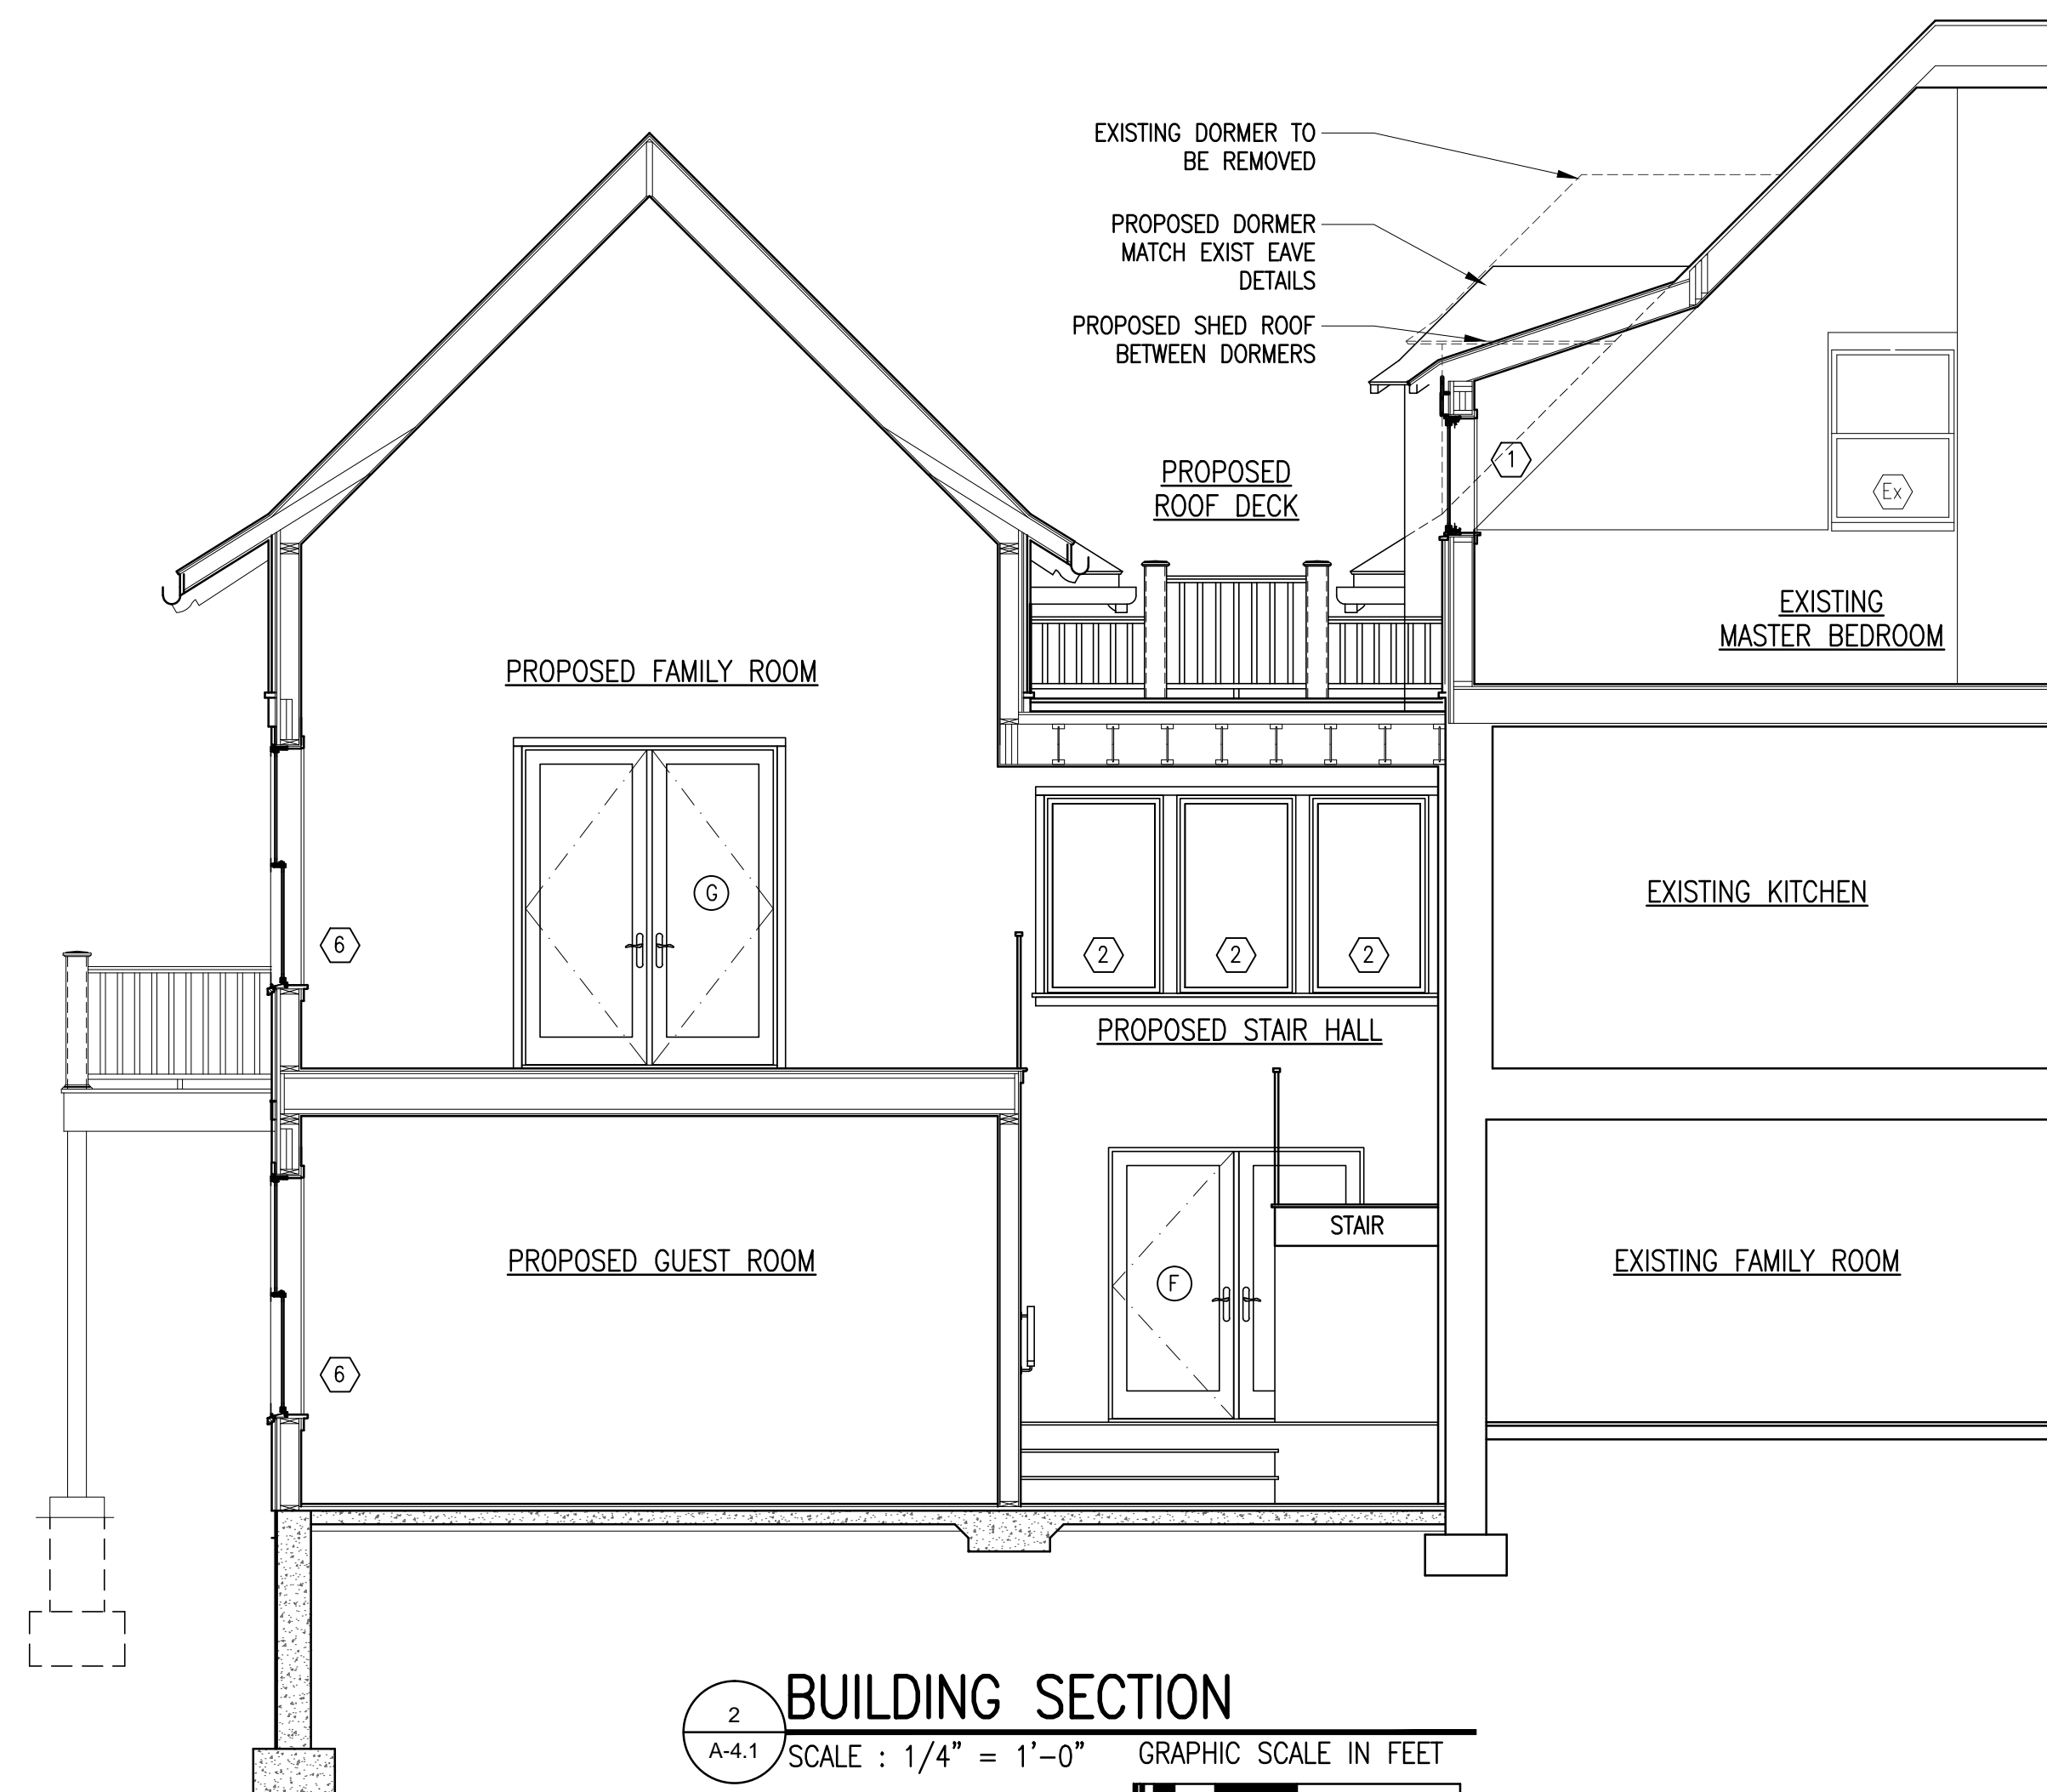 EXISTING DORMER TO
BE REMOVED
PROPOSED DORMER
MATCH EXIST EAVE
DETAILS
PROPOSED SHED ROOF
BETWEEN DORMERS
PROPOSED
ROOF DECK
1
Ex
EXISTING
MASTER BEDROOM
PROPOSED FAMILY ROOM
G
6
2
2
2
EXISTING KITCHEN
PROPOSED STAIR HALL
STAIR
PROPOSED GUEST ROOM
F
EXISTING FAMILY ROOM
6
2
A-4.1
BUILDING SECTION
SCALE : 1/4" = 1'-0"
GRAPHIC SCALE IN FEET